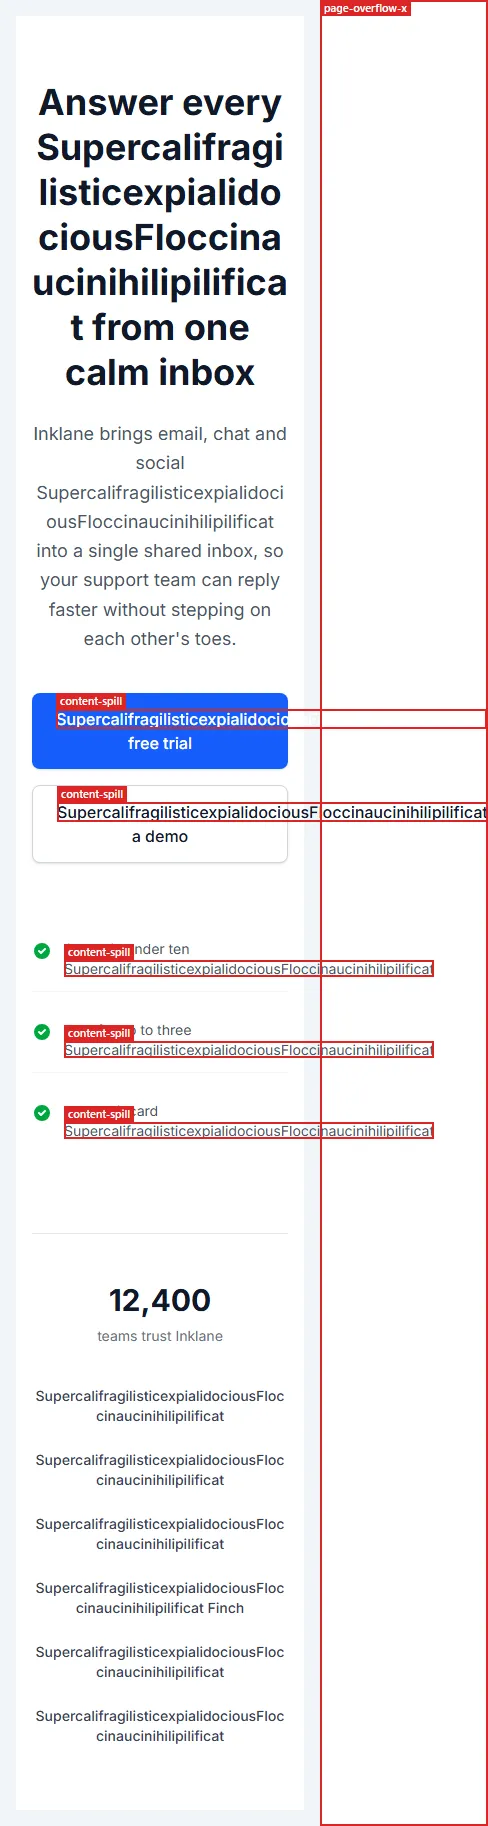 page-overflow-x
Answer every
Supercalifragi
listicexpialido
ciousFloccina
ucinihilipilifica
t from one
calm inbox
Inklane brings email, chat and
social
Supercalifragilisticexpialidoci
ousFloccinaucinihilipilificat
into a single shared inbox, so
your support team can reply
faster without stepping on
each other's toes.
content-spill
Supercalifragilisticexpialidocio
free trial
content-spill
SupercalifragilisticexpialidociousFloccinaucinihilipilificat
a demo
content-spill
nder ten
SupercalifragilisticexpialidociousFloccinaucinihilipilificat
content-spill
to three
SupercalifragilisticexpialidociousFloccinaucinihilipilificat
content-spill
card
SupercalifragilisticexpialidociousFloccinaucinihilipilificat
12,400
teams trust Inklane
SupercalifragilisticexpialidociousFloc
cinaucinihilipilificat
SupercalifragilisticexpialidociousFloc
cinaucinihilipilificat
SupercalifragilisticexpialidociousFloc
cinaucinihilipilificat
SupercalifragilisticexpialidociousFloc
cinaucinihilipilificat Finch
SupercalifragilisticexpialidociousFloc
cinaucinihilipilificat
SupercalifragilisticexpialidociousFloc
cinaucinihilipilificat